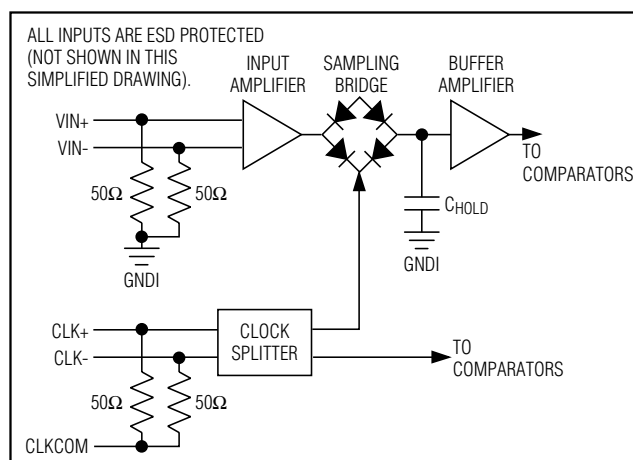 ALL INPUTS ARE ESD PROTECTED
(NOT SHOWN IN THIS
SIMPLIFIED DRAWING).
INPUT
AMPLIFIER
SAMPLING
BRIDGE
BUFFER
AMPLIFIER
VIN+
VIN-
TO
COMPARATORS
50Ω
50Ω
CHOLD
GNDI
GNDI
CLK+
CLK-
CLOCK
SPLITTER
TO
COMPARATORS
50Ω
50Ω
CLKCOM